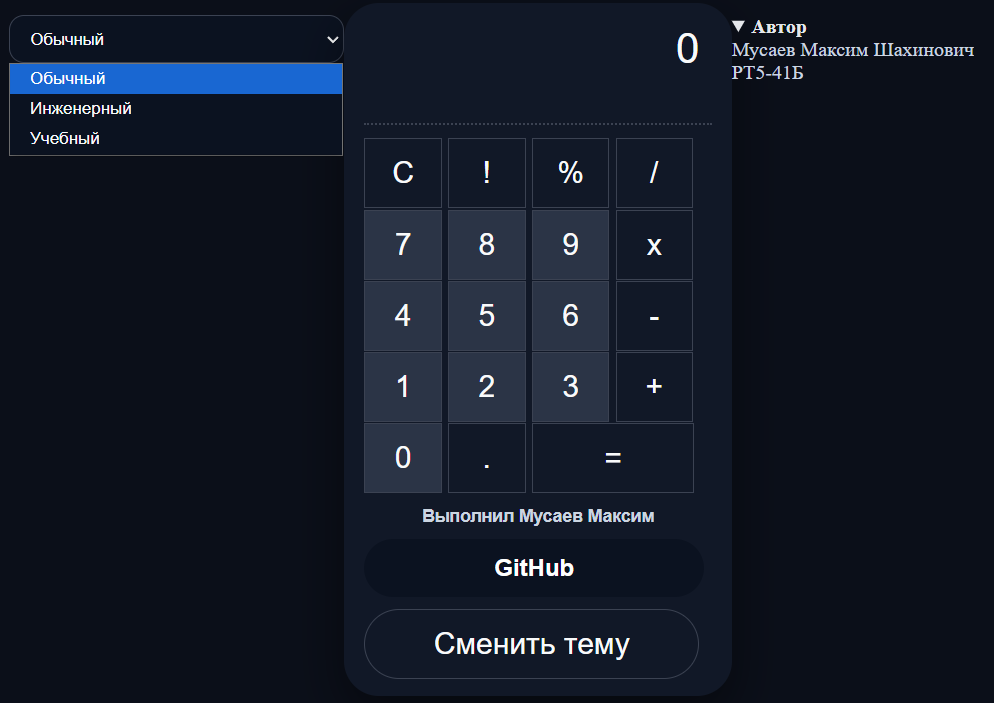 Обычный
Обычный
Инженерный
Учебный
0
C ! % /
7 8 9 x
4 5 6 -
1 2 3 +
0 . =
Выполнил Мусаев Максим
GitHub
Сменить тему
▼ Автор
Мусаев Максим Шахинович
РТ5-41Б